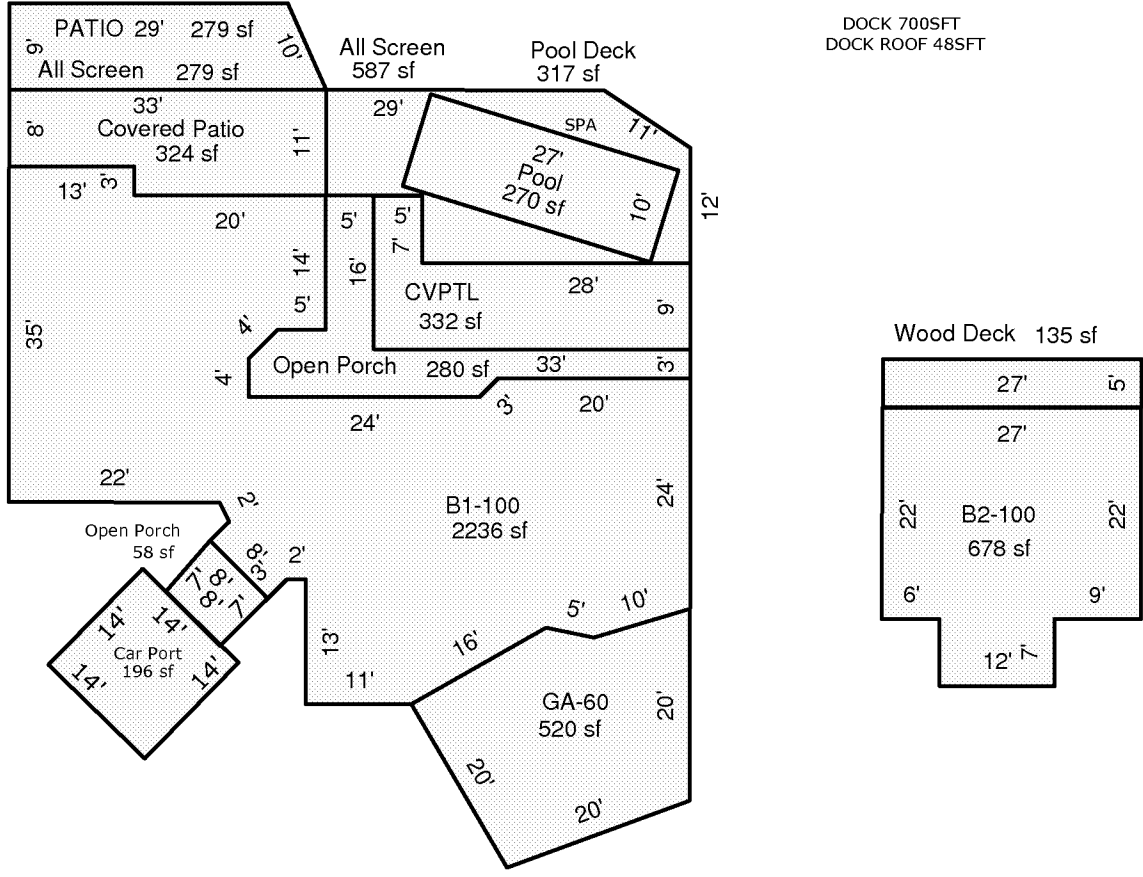 DOCK 700SFT
DOCK ROOF 48SFT
PATIO 29' 279 sf
9'
10'
All Screen 279 sf
All Screen
587 sf
Pool Deck
317 sf
33'
8'
Covered Patio
324 sf
11'
29'
SPA
11'
27'
Pool
270 sf
10'
12'
13'
3'
20'
5'
5'
7'
14'
16'
28'
CVPTL
332 sf
9'
5'
4'
4'
35'
Open Porch 280 sf
33'
3'
24'
3'
20'
22'
2'
B1-100
2236 sf
24'
Open Porch
58 sf
8'
3'
2'
7'
8'
8'
7'
14'
14'
Car Port
196 sf
14'
14'
13'
11'
16'
5'
10'
GA-60
520 sf
20'
20'
20'
Wood Deck 135 sf
27'
5'
27'
22'
B2-100
678 sf
22'
6'
9'
12'
7'